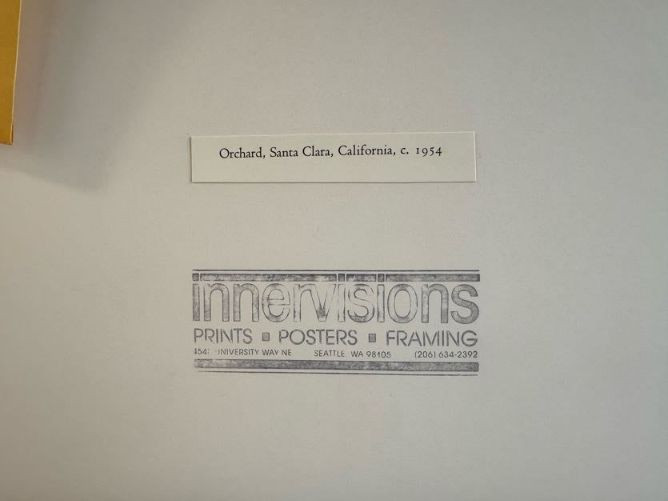 Orchard, Santa Clara, California, c. 1954
innervisions
PRINTS ▪ POSTERS ▪ FRAMING
UNIVERSITY WAY NE SEATTLE WA 98105 (206) 634-2392